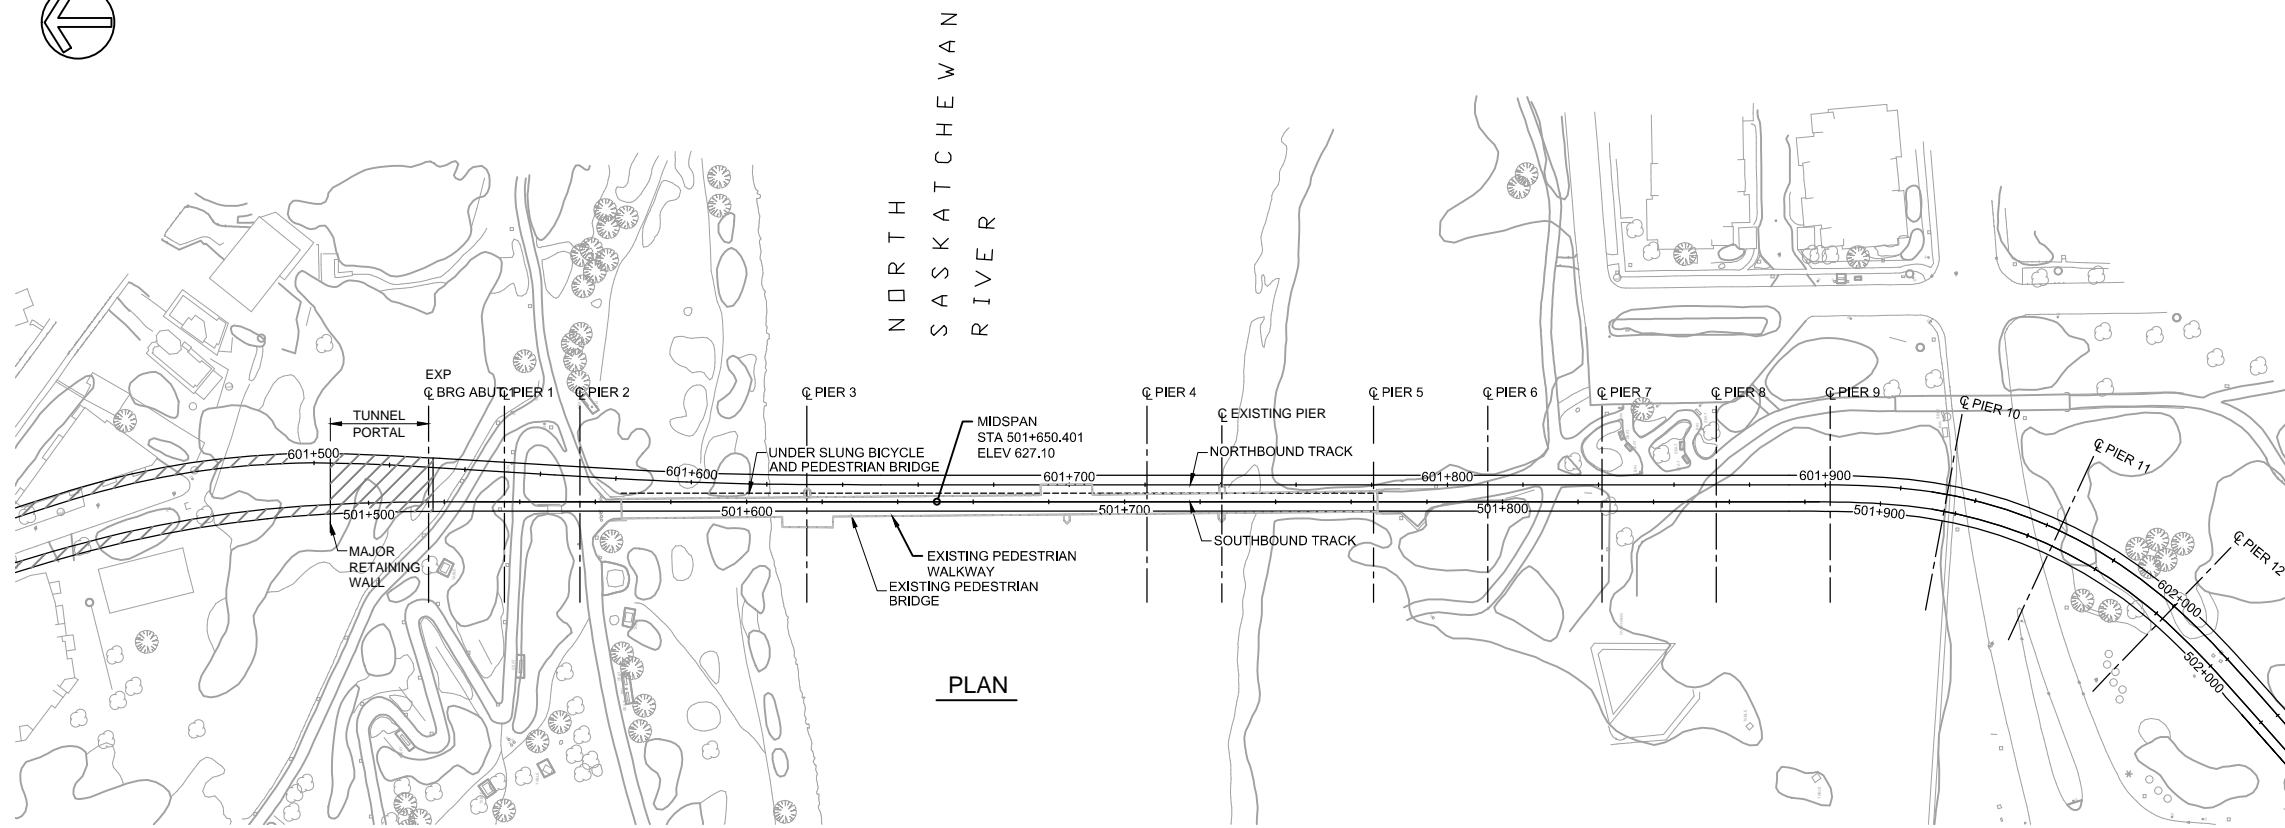 NORTH
SASKATCHEWAN
RIVER
EXP
℄ BRG ABUT 1
℄ PIER 1
℄ PIER 2
℄ PIER 3
℄ PIER 4
℄ EXISTING PIER
℄ PIER 5
℄ PIER 6
℄ PIER 7
℄ PIER 8
℄ PIER 9
℄ PIER 10
℄ PIER 11
℄ PIER 12
TUNNEL
PORTAL
MIDSPAN
STA 501+650.401
ELEV 627.10
UNDER SLUNG BICYCLE
AND PEDESTRIAN BRIDGE
NORTHBOUND TRACK
601+500
601+600
601+700
601+800
601+900
602+000
501+500
501+600
501+700
501+800
501+900
502+000
SOUTHBOUND TRACK
MAJOR
RETAINING
WALL
EXISTING PEDESTRIAN
WALKWAY
EXISTING PEDESTRIAN
BRIDGE
PLAN